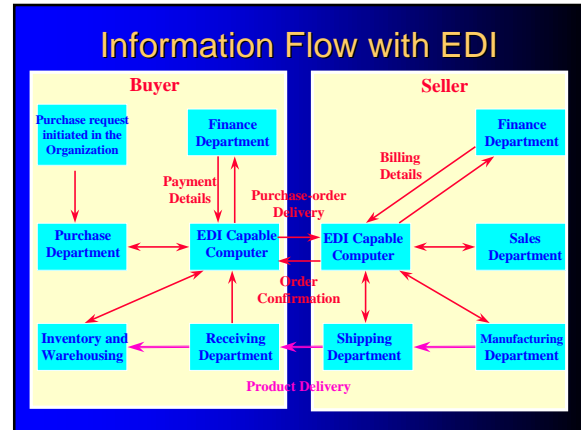 Information Flow with EDI
Buyer
Seller
Purchase request
initiated in the
Organization
Finance
Department
Finance
Department
Payment
Details
Billing
Details
Purchase-order
Delivery
Purchase
Department
EDI Capable
Computer
EDI Capable
Computer
Sales
Department
Order
Confirmation
Inventory and
Warehousing
Receiving
Department
Shipping
Department
Manufacturing
Department
Product Delivery